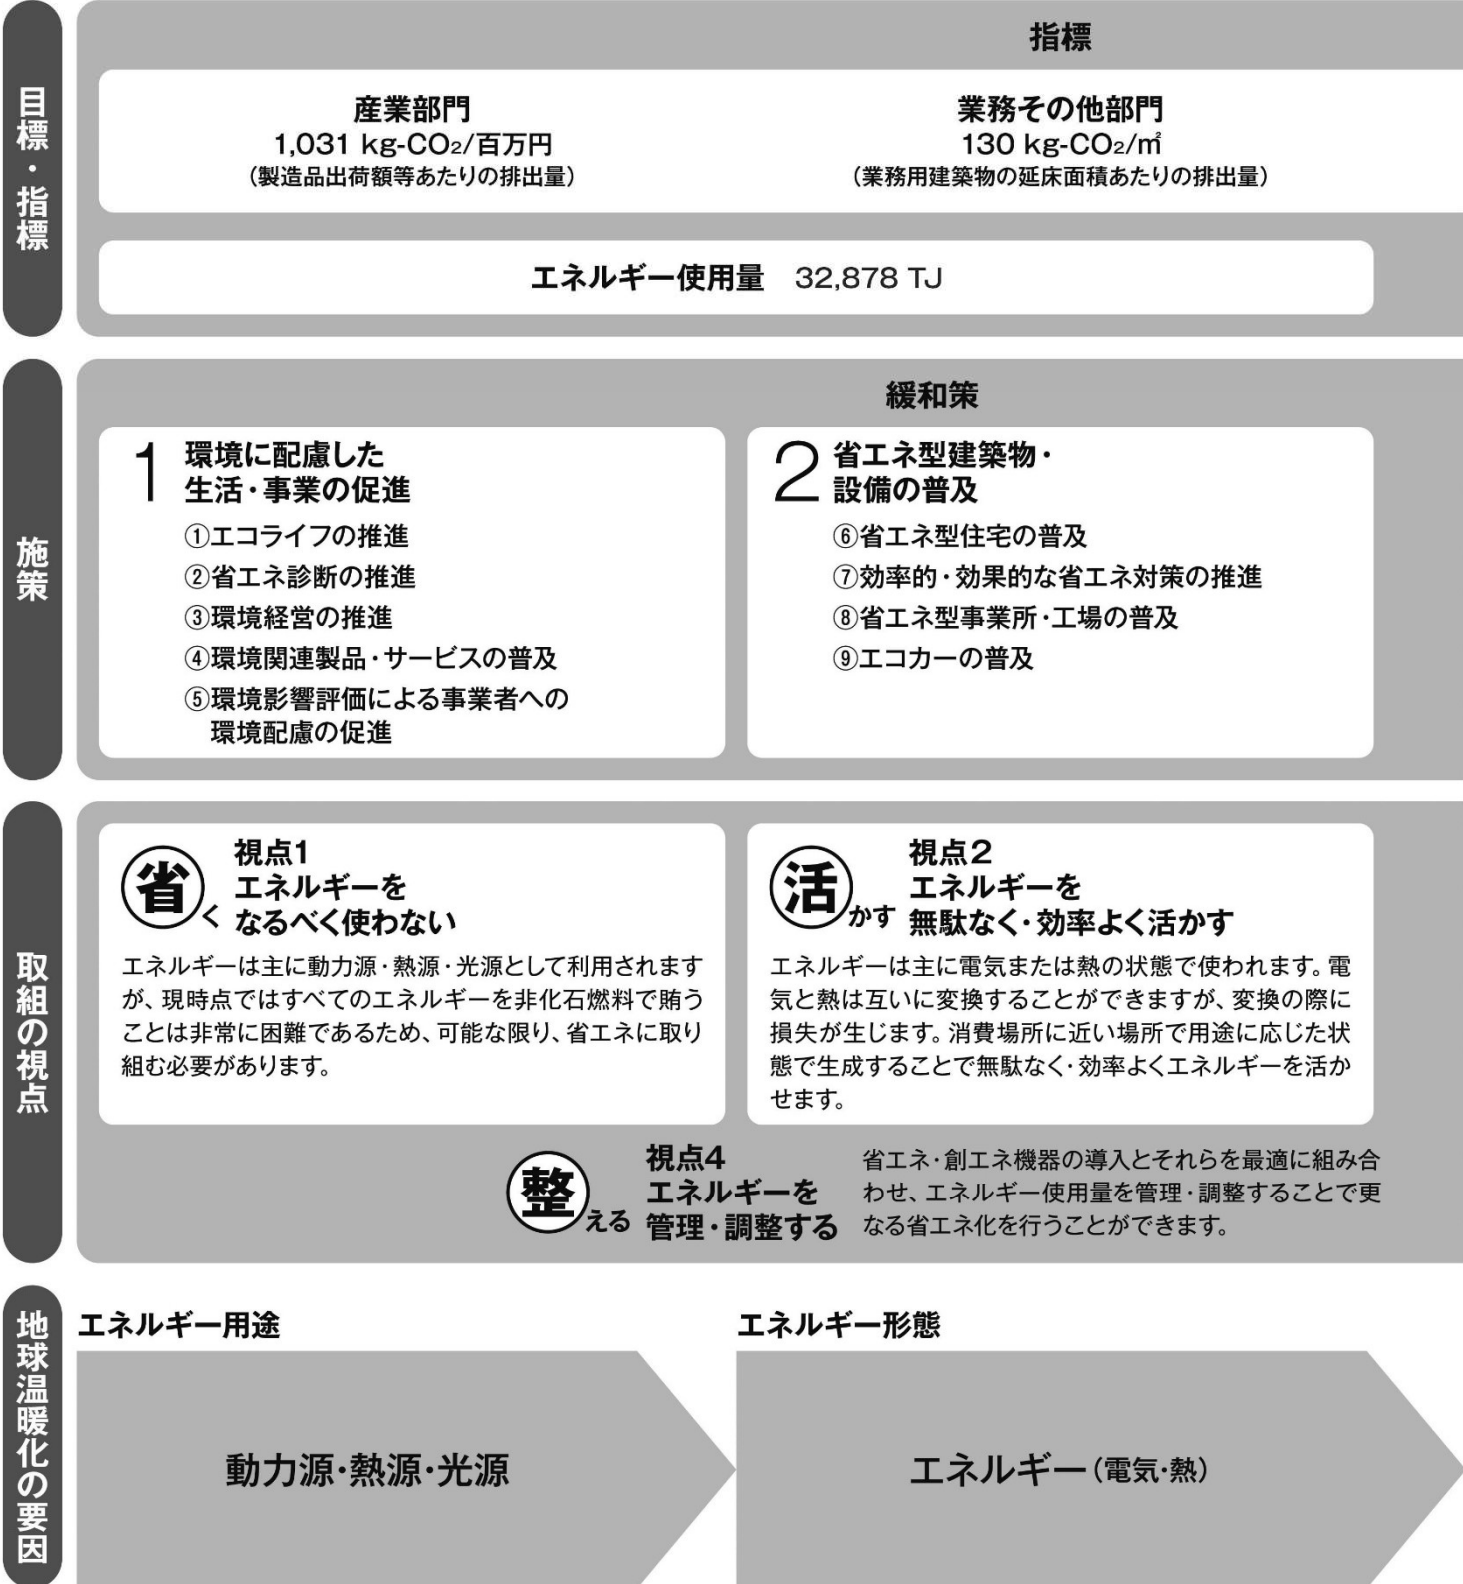 目標・指標
指標
産業部門
1,031 kg-CO₂/百万円
（製造品出荷額等あたりの排出量）
業務その他部門
130 kg-CO₂/㎡
（業務用建築物の延床面積あたりの排出量）
エネルギー使用量 32,878 TJ
施策
緩和策
1 環境に配慮した
生活・事業の促進
①エコライフの推進
②省エネ診断の推進
③環境経営の推進
④環境関連製品・サービスの普及
⑤環境影響評価による事業者への
環境配慮の促進
2 省エネ型建築物・
設備の普及
⑥省エネ型住宅の普及
⑦効率的・効果的な省エネ対策の推進
⑧省エネ型事業所・工場の普及
⑨エコカーの普及
取組の視点
省く
視点1
エネルギーを
なるべく使わない
エネルギーは主に動力源・熱源・光源として利用されます
が、現時点ではすべてのエネルギーを非化石燃料で賄う
ことは非常に困難であるため、可能な限り、省エネに取り
組む必要があります。
活かす
視点2
エネルギーを
無駄なく・効率よく活かす
エネルギーは主に電気または熱の状態で使われます。電
気と熱は互いに変換することができますが、変換の際に
損失が生じます。消費場所に近い場所で用途に応じた状
態で生成することで無駄なく・効率よくエネルギーを活か
せます。
整える
視点4
エネルギーを
管理・調整する
省エネ・創エネ機器の導入とそれらを最適に組み合
わせ、エネルギー使用量を管理・調整することで更
なる省エネ化を行うことができます。
地球温暖化の要因
エネルギー用途
動力源・熱源・光源
エネルギー形態
エネルギー（電気・熱）